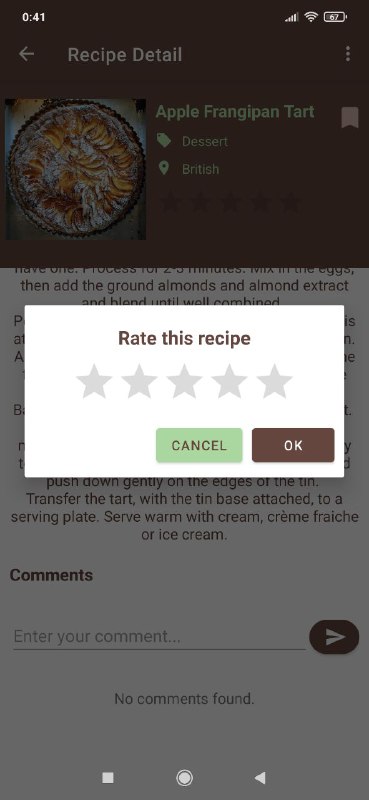 0:41
67
Recipe Detail
Apple Frangipan Tart
Dessert
British
have one. Process for 2-3 minutes. Mix in the eggs,
then add the ground almonds and almond extract
and blend until well combined.
Rate this recipe
CANCEL
OK
push down gently on the edges of the tin.
Transfer the tart, with the tin base attached, to a
serving plate. Serve warm with cream, crème fraiche
or ice cream.
Comments
Enter your comment...
No comments found.